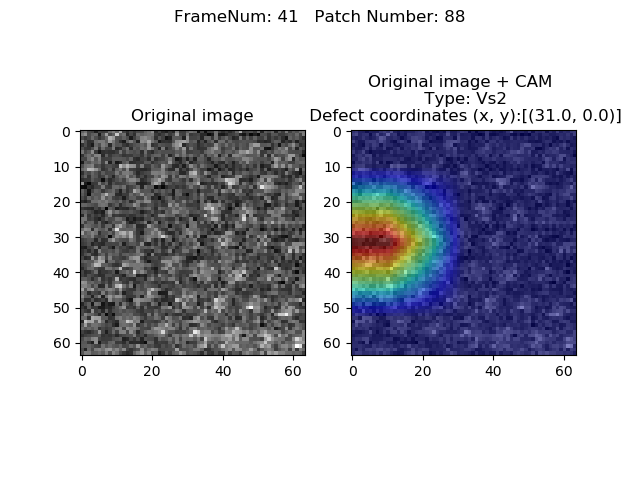 FrameNum: 41   Patch Number: 88
Original image
0
10
20
30
40
50
60
0 20 40 60
Original image + CAM
Type: Vs2
Defect coordinates (x, y):[(31.0, 0.0)]
0
10
20
30
40
50
60
0 20 40 60